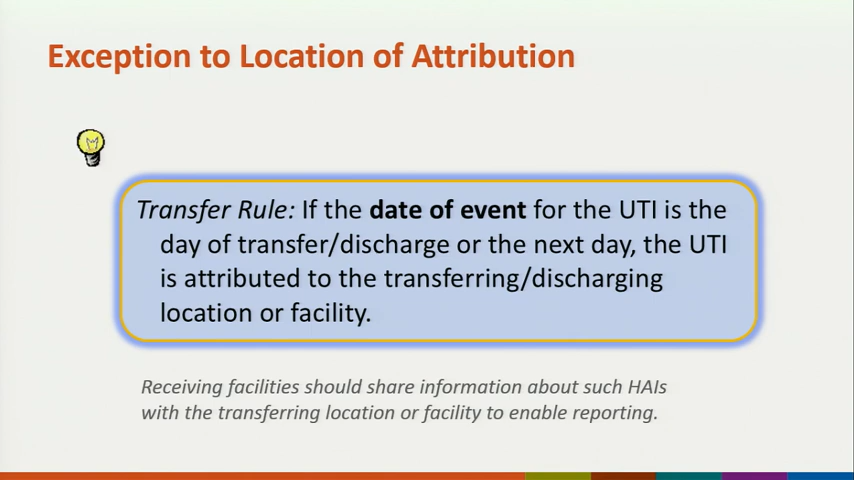 Exception to Location of Attribution
Transfer Rule: If the date of event for the UTI is the
day of transfer/discharge or the next day, the UTI
is attributed to the transferring/discharging
location or facility.
Receiving facilities should share information about such HAIs
with the transferring location or facility to enable reporting.